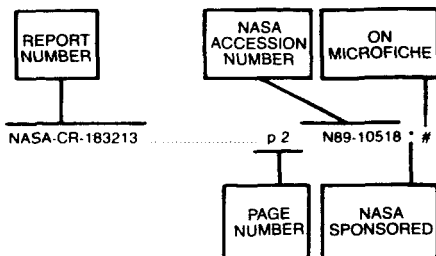 REPORT
NUMBER
NASA
ACCESSION
NUMBER
ON
MICROFICHE
NASA-CR-183213 .......................... p 2 N89-10518 * #
PAGE
NUMBER
NASA
SPONSORED